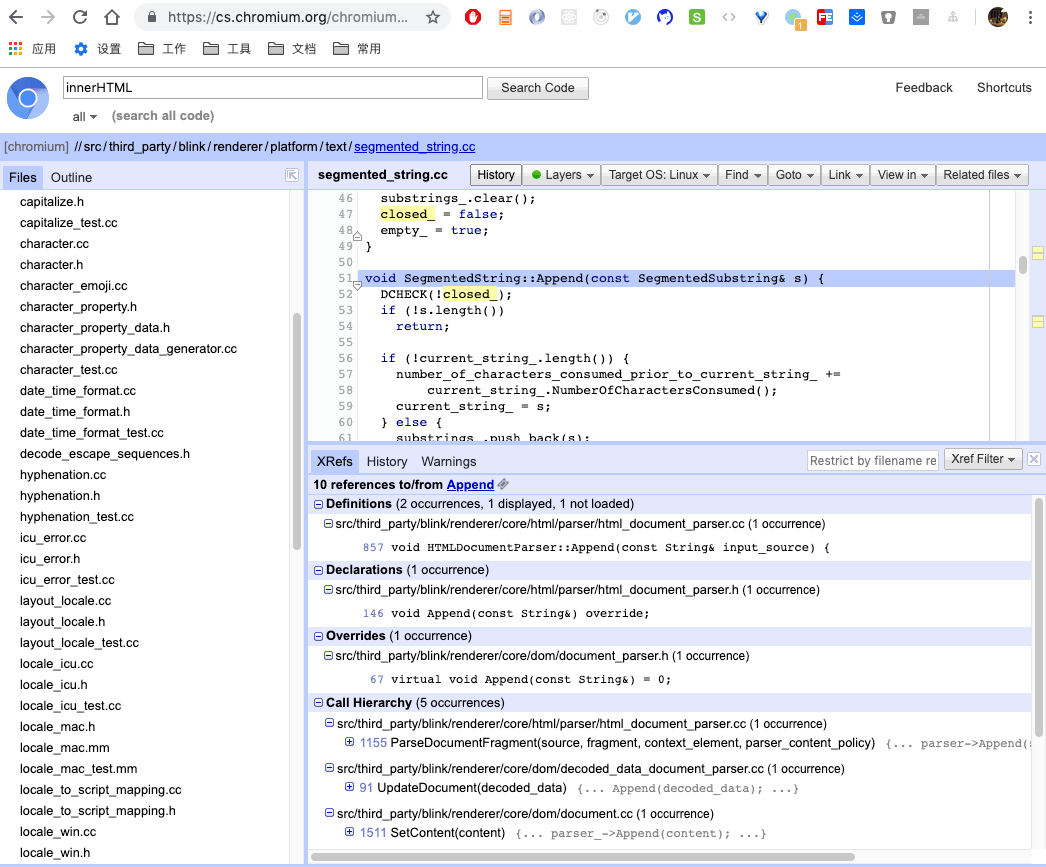 https://cs.chromium.org/chromium...
1
应用 设置 工作 工具 文档 常用
innerHTML Search Code Feedback Shortcuts
all (search all code)
[chromium] //src/third_party/blink/renderer/platform/text/segmented_string.cc
Files Outline
capitalize.h
capitalize_test.cc
character.cc
character.h
character_emoji.cc
character_property.h
character_property_data.h
character_property_data_generator.cc
character_test.cc
date_time_format.cc
date_time_format.h
date_time_format_test.cc
decode_escape_sequences.h
hyphenation.cc
hyphenation.h
hyphenation_test.cc
icu_error.cc
icu_error.h
icu_error_test.cc
layout_locale.cc
layout_locale.h
layout_locale_test.cc
locale_icu.cc
locale_icu.h
locale_icu_test.cc
locale_mac.h
locale_mac.mm
locale_mac_test.mm
locale_to_script_mapping.cc
locale_to_script_mapping.h
locale_win.cc
locale_win.h
segmented_string.cc History Layers Target OS: Linux Find Goto Link View in Related files
46 substrings_.clear();
47 closed_ = false;
48 empty_ = true;
49 }
50
51 void SegmentedString::Append(const SegmentedSubstring& s) {
52 DCHECK(!closed_);
53 if (!s.length())
54 return;
55
56 if (!current_string_.length()) {
57 number_of_characters_consumed_prior_to_current_string_ +=
58 current_string_.NumberOfCharactersConsumed();
59 current_string_ = s;
60 } else {
61 substrings_.push_back(s);
XRefs History Warnings Restrict by filename re Xref Filter
10 references to/from Append
Definitions (2 occurrences, 1 displayed, 1 not loaded)
src/third_party/blink/renderer/core/html/parser/html_document_parser.cc (1 occurrence)
857 void HTMLDocumentParser::Append(const String& input_source) {
Declarations (1 occurrence)
src/third_party/blink/renderer/core/html/parser/html_document_parser.h (1 occurrence)
146 void Append(const String&) override;
Overrides (1 occurrence)
src/third_party/blink/renderer/core/dom/document_parser.h (1 occurrence)
67 virtual void Append(const String&) = 0;
Call Hierarchy (5 occurrences)
src/third_party/blink/renderer/core/html/parser/html_document_parser.cc (1 occurrence)
1155 ParseDocumentFragment(source, fragment, context_element, parser_content_policy) {... parser->Append(s
src/third_party/blink/renderer/core/dom/decoded_data_document_parser.cc (1 occurrence)
91 UpdateDocument(decoded_data) {... Append(decoded_data); ...}
src/third_party/blink/renderer/core/dom/document.cc (1 occurrence)
1511 SetContent(content) {... parser_->Append(content); ...}